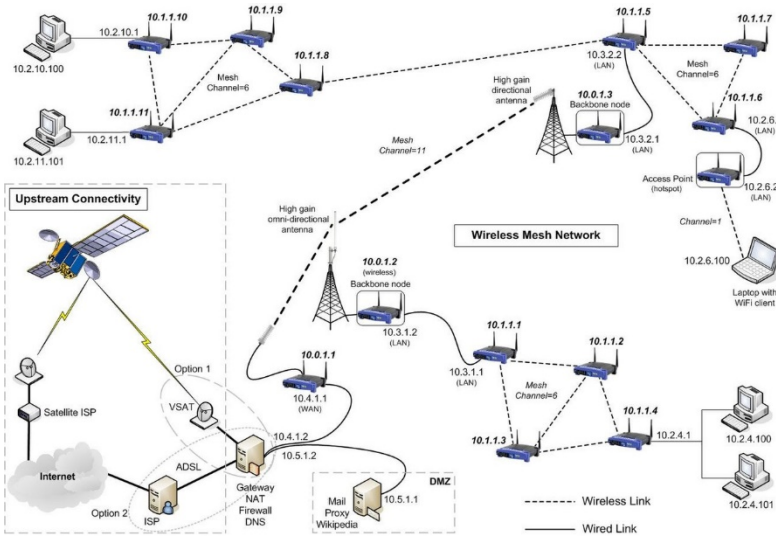 10.1.1.10
10.1.1.9
10.2.10.1
10.2.10.100
Mesh
Channel=6
10.1.1.8
10.1.1.11
10.2.11.1
10.2.11.101
10.1.1.5
10.1.1.7
10.3.2.2
(LAN)
Mesh
Channel=6
High gain
directional
antenna
10.0.1.3
Backbone node
10.3.2.1
(LAN)
10.1.1.6
10.2.6.
(LAN)
Access Point
(hotspot)
10.2.6.2
(LAN)
Channel=1
10.2.6.100
Laptop with
WiFi client
Mesh
Channel=11
High gain
omni-directional
antenna
Wireless Mesh Network
10.0.1.2
(wireless)
Backbone node
10.3.1.2
(LAN)
10.1.1.1
10.1.1.2
10.3.1.1
(LAN)
Mesh
Channel=6
10.1.1.3
10.1.1.4
10.2.4.1
10.2.4.100
10.2.4.101
Upstream Connectivity
Option 1
Satellite ISP
VSAT
10.0.1.1
10.4.1.1
(WAN)
10.4.1.2
10.5.1.2
Internet
ADSL
Gateway
NAT
Firewall
DNS
Option 2
ISP
DMZ
Mail
Proxy
Wikipedia
10.5.1.1
Wireless Link
Wired Link